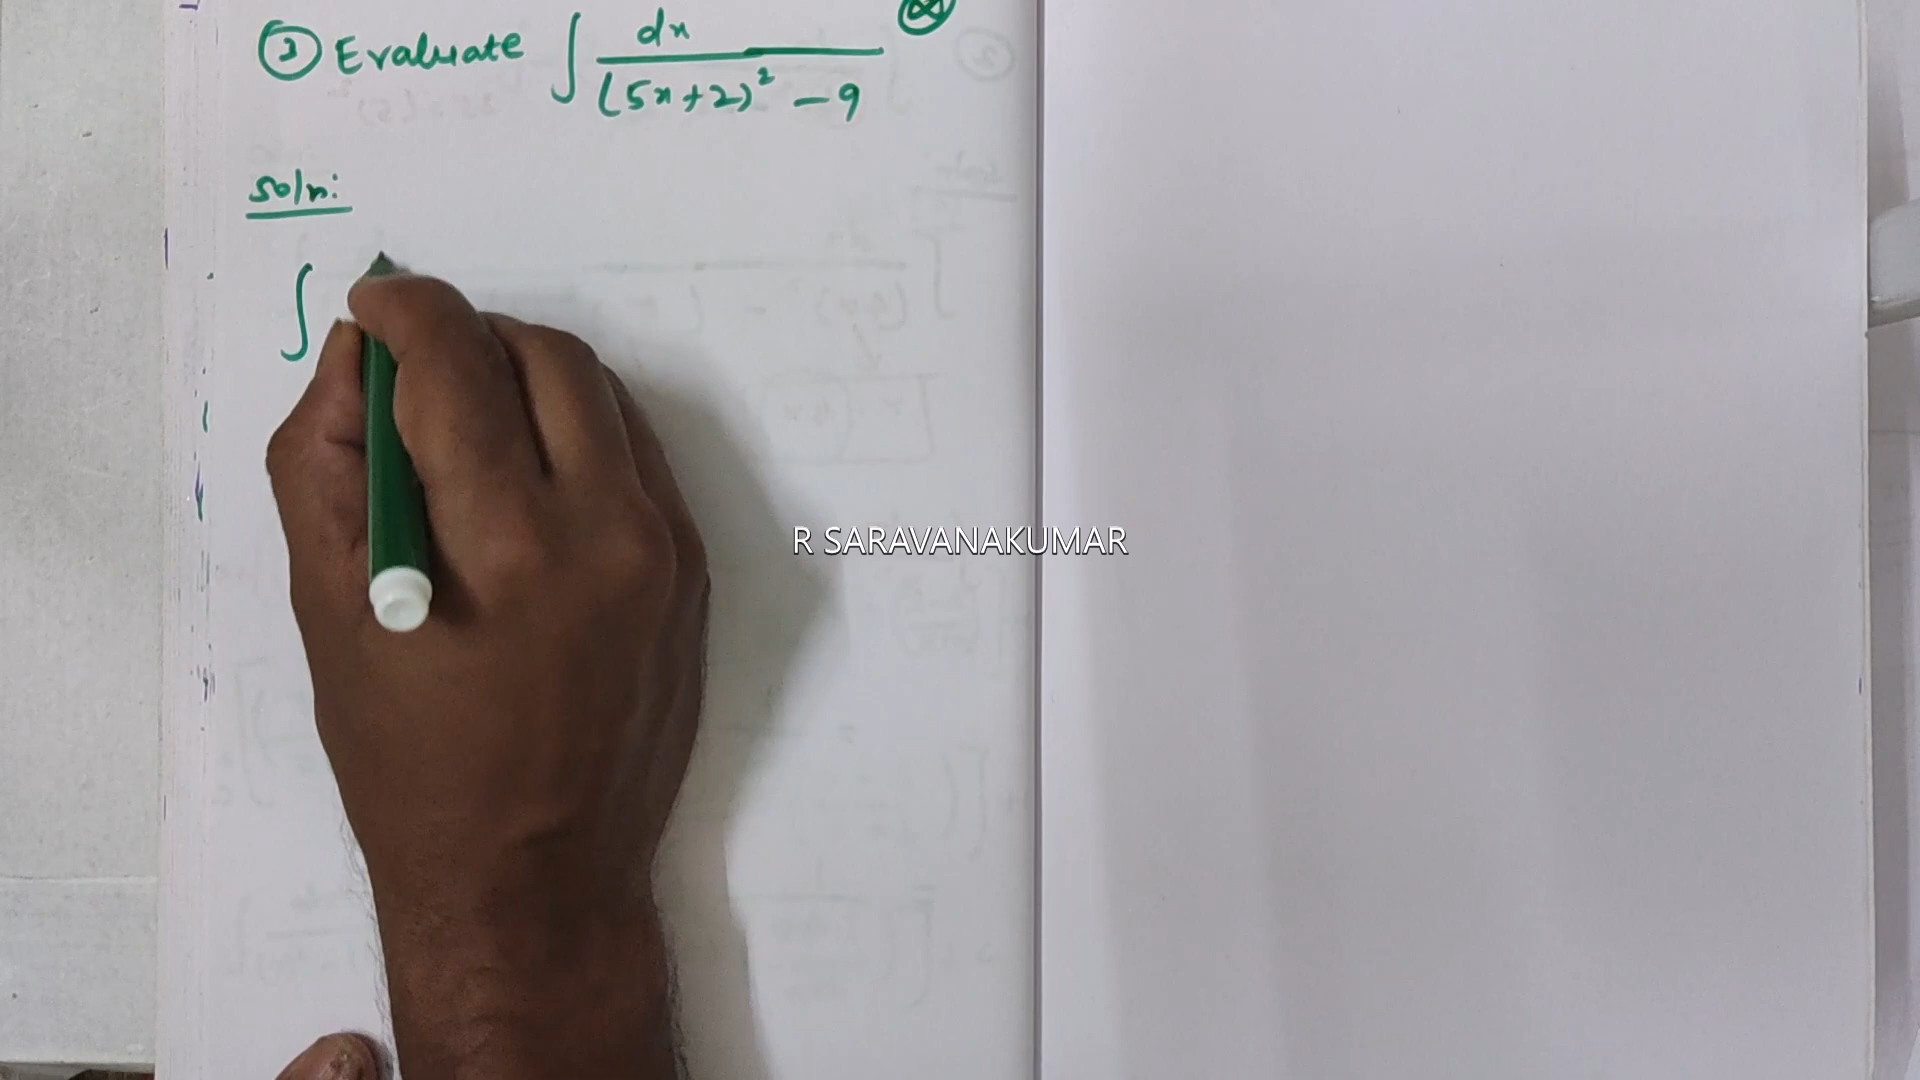 ③ Evaluate ∫ dx / (5x+2)² - 9
Soln:
∫
R SARAVANAKUMAR